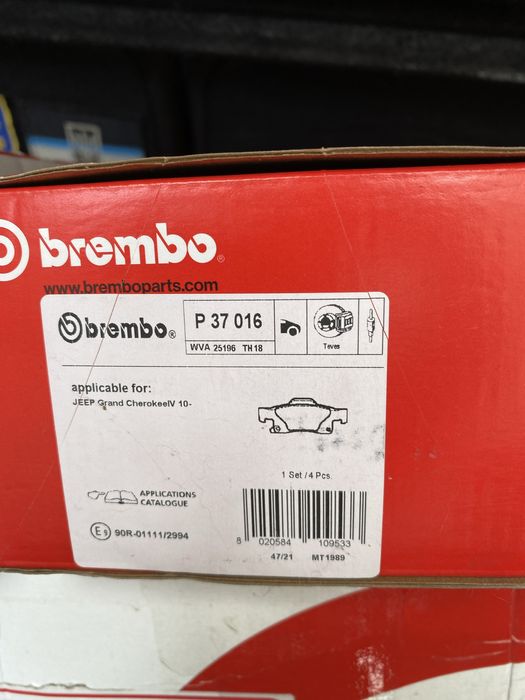 brembo®
www.bremboparts.com
brembo®
P 37 016
WVA 25196 TH18
Teves
applicable for:
JEEP Grand CherokeeIV 10-
1 Set / 4 Pcs.
APPLICATIONS
CATALOGUE
E9 90R-01111/2994
8 020584 109533
47/21 MT1989